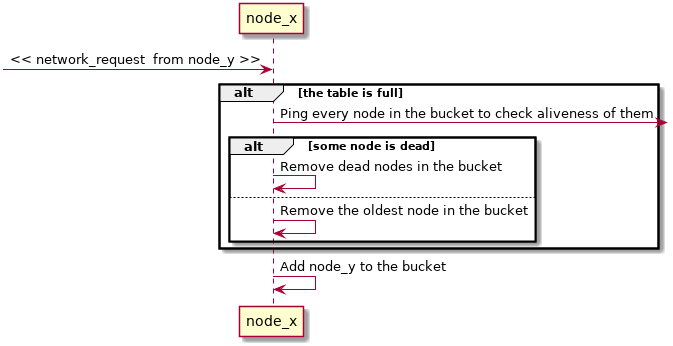 node_x
<< network_request  from node_y >>
alt [the table is full]
Ping every node in the bucket to check aliveness of them
alt [some node is dead]
Remove dead nodes in the bucket
Remove the oldest node in the bucket
Add node_y to the bucket
node_x